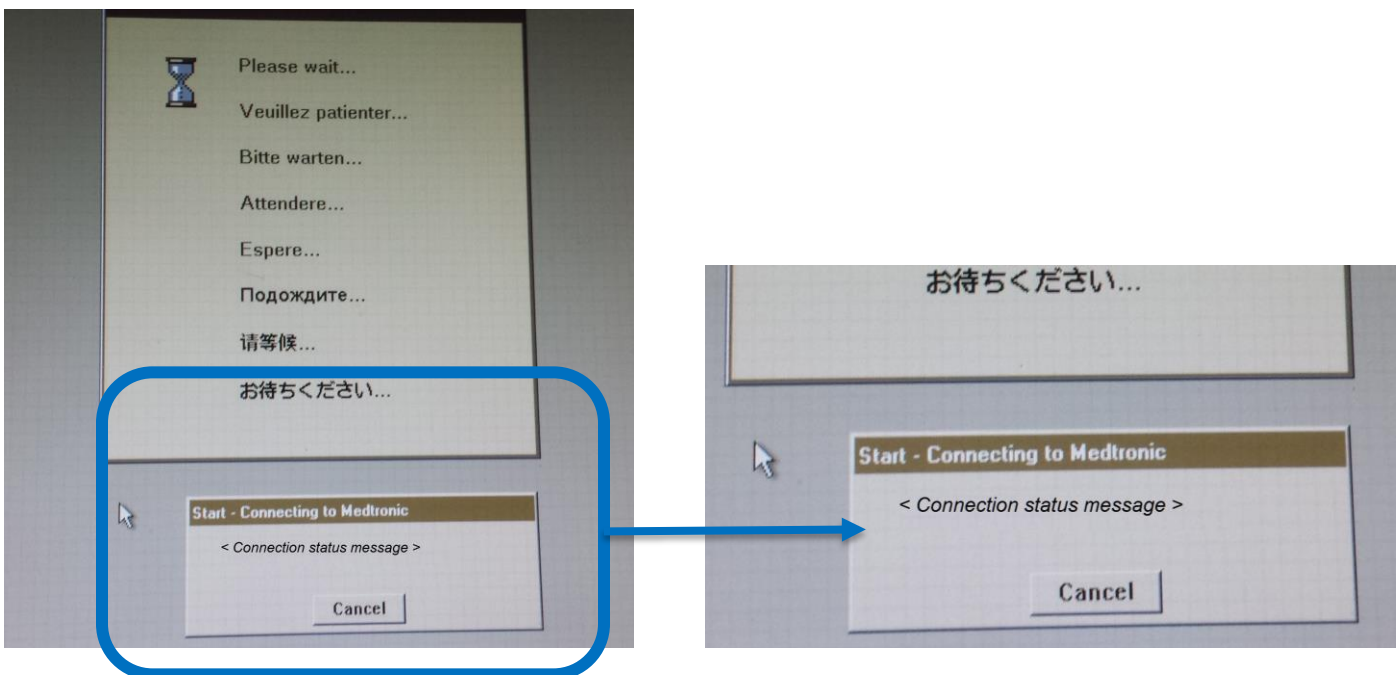 Please wait...
Veuillez patienter...
Bitte warten...
Attendere...
Espere...
Подождите...
请等候...
お待ちください...
Start - Connecting to Medtronic
< Connection status message >
Cancel
お待ちください...
Start - Connecting to Medtronic
< Connection status message >
Cancel